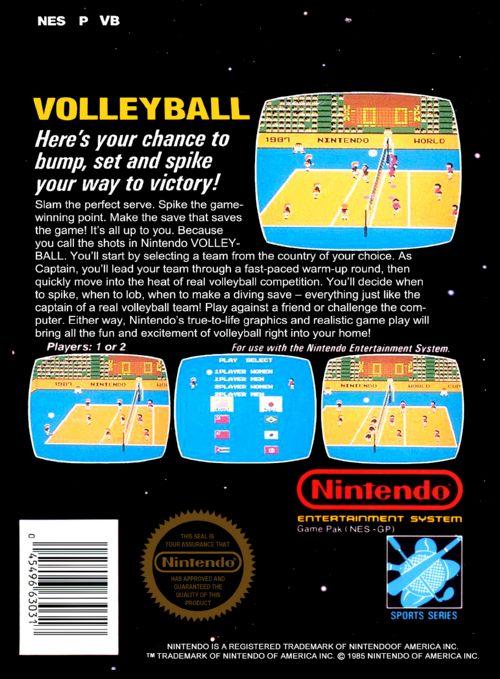 NES P VB
VOLLEYBALL
Here's your chance to
bump, set and spike
your way to victory!
Slam the perfect serve. Spike the game-
winning point. Make the save that saves
the game! It's all up to you. Because
you call the shots in Nintendo VOLLEY-
BALL. You'll start by selecting a team from the country of your choice. As
Captain, you'll lead your team through a fast-paced warm-up round, then
quickly move into the heat of real volleyball competition. You'll decide when
to spike, when to lob, when to make a diving save – everything just like the
captain of a real volleyball team! Play against a friend or challenge the com-
puter. Either way, Nintendo's true-to-life graphics and realistic game play will
bring all the fun and excitement of volleyball right into your home!
1987 NINTENDO WORLD
Players: 1 or 2
For use with the Nintendo Entertainment System.
1987 NINTENDO WO
PLAY SELECT
1PLAYER WOMEN
1PLAYER MEN
2PLAYER WOMEN
2PLAYER MEN
NINTENDO WORLD CUP
Nintendo
ENTERTAINMENT SYSTEM
Game Pak (NES-GP)
SPORTS SERIES
0 45496 63031
THIS SEAL IS
YOUR ASSURANCE THAT
Nintendo
HAS APPROVED AND
GUARANTEED THE
QUALITY OF THIS
PRODUCT
NINTENDO IS A REGISTERED TRADEMARK OF NINTENDOOF AMERICA INC.
™ TRADEMARK OF NINTENDO OF AMERICA INC. © 1985 NINTENDO OF AMERICA INC.